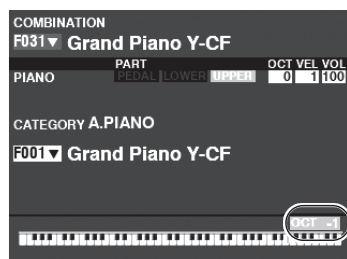 COMBINATION
F031▼ Grand Piano Y-CF
PART OCT VEL VOL
PIANO PEDAL LOWER UPPER 0 1 100
CATEGORY A.PIANO
F001▼ Grand Piano Y-CF
OCT -1